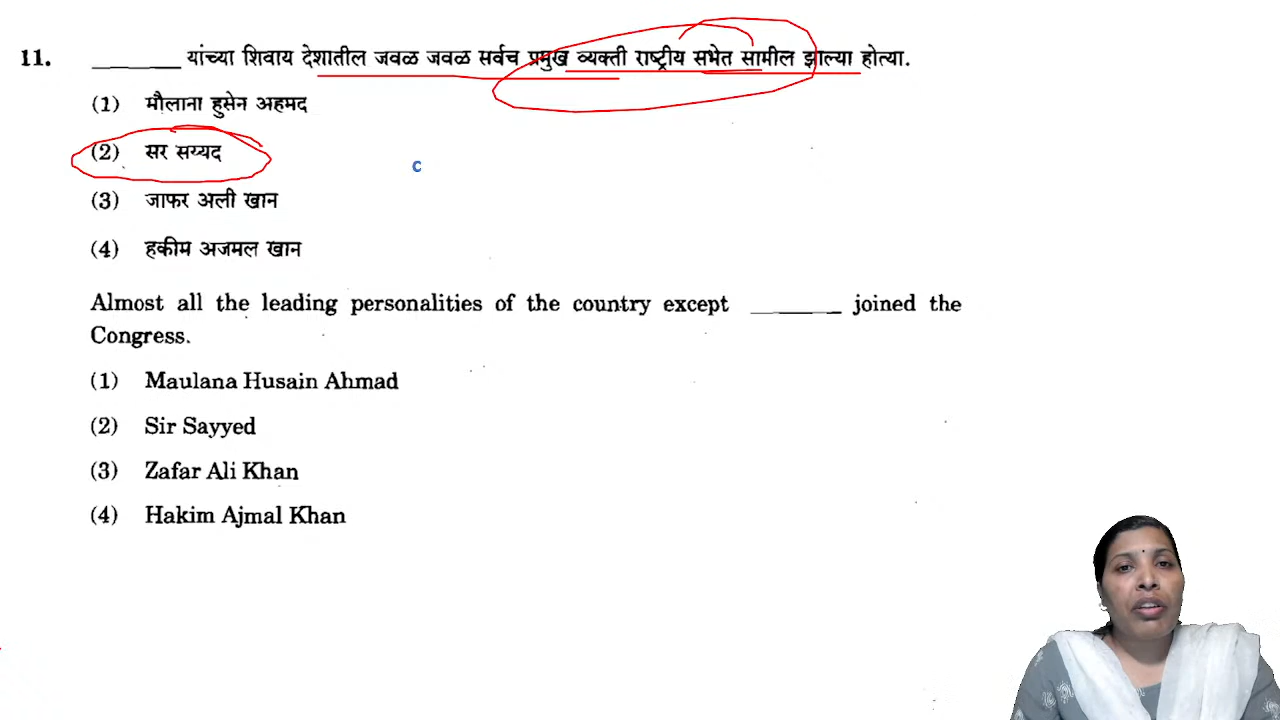 11. ________ यांच्या शिवाय देशातील जवळ जवळ सर्वच प्रमुख व्यक्ती राष्ट्रीय सभेत सामील झाल्या होत्या.
(1) मौलाना हुसेन अहमद
(2) सर सय्यद
c
(3) जाफर अली खान
(4) हकीम अजमल खान
Almost all the leading personalities of the country except ________ joined the
Congress.
(1) Maulana Husain Ahmad
(2) Sir Sayyed
(3) Zafar Ali Khan
(4) Hakim Ajmal Khan